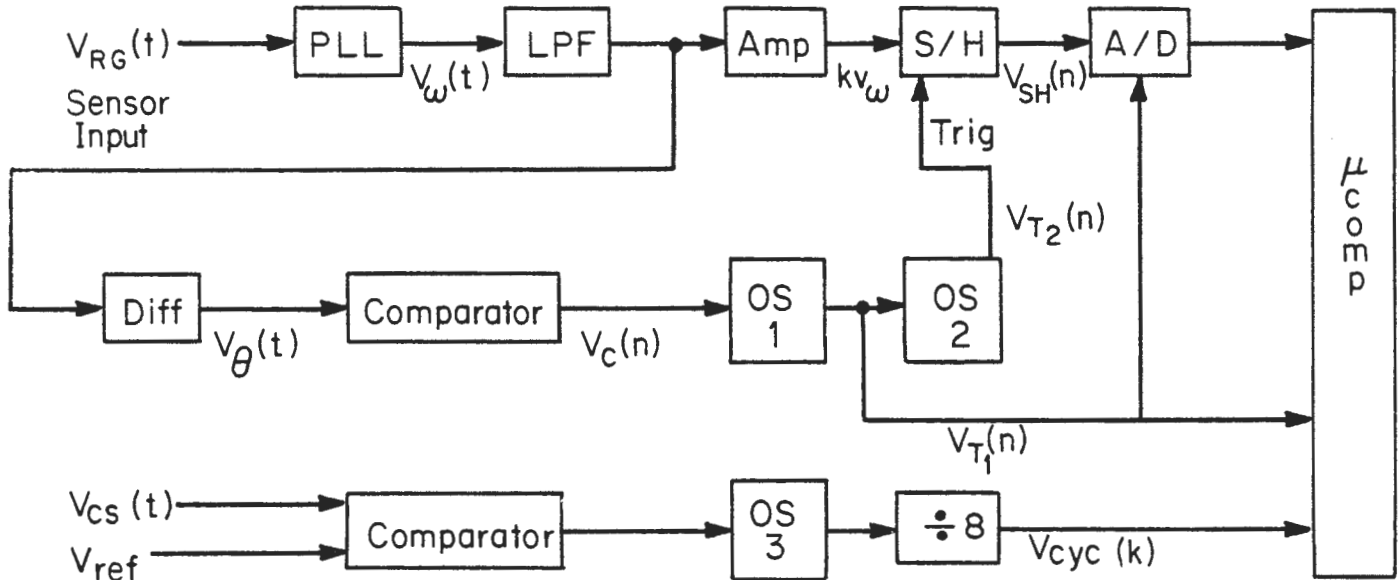 V_RG(t) PLL LPF Amp S/H A/D
V_ω(t) kv_ω V_SH(n)
Sensor
Input
Trig
μcomp
V_T2(n)
Diff Comparator OS 1 OS 2
V_θ(t) V_C(n)
V_T1(n)
V_CS(t)
V_ref
Comparator OS 3 ÷8
V_cyc(k)